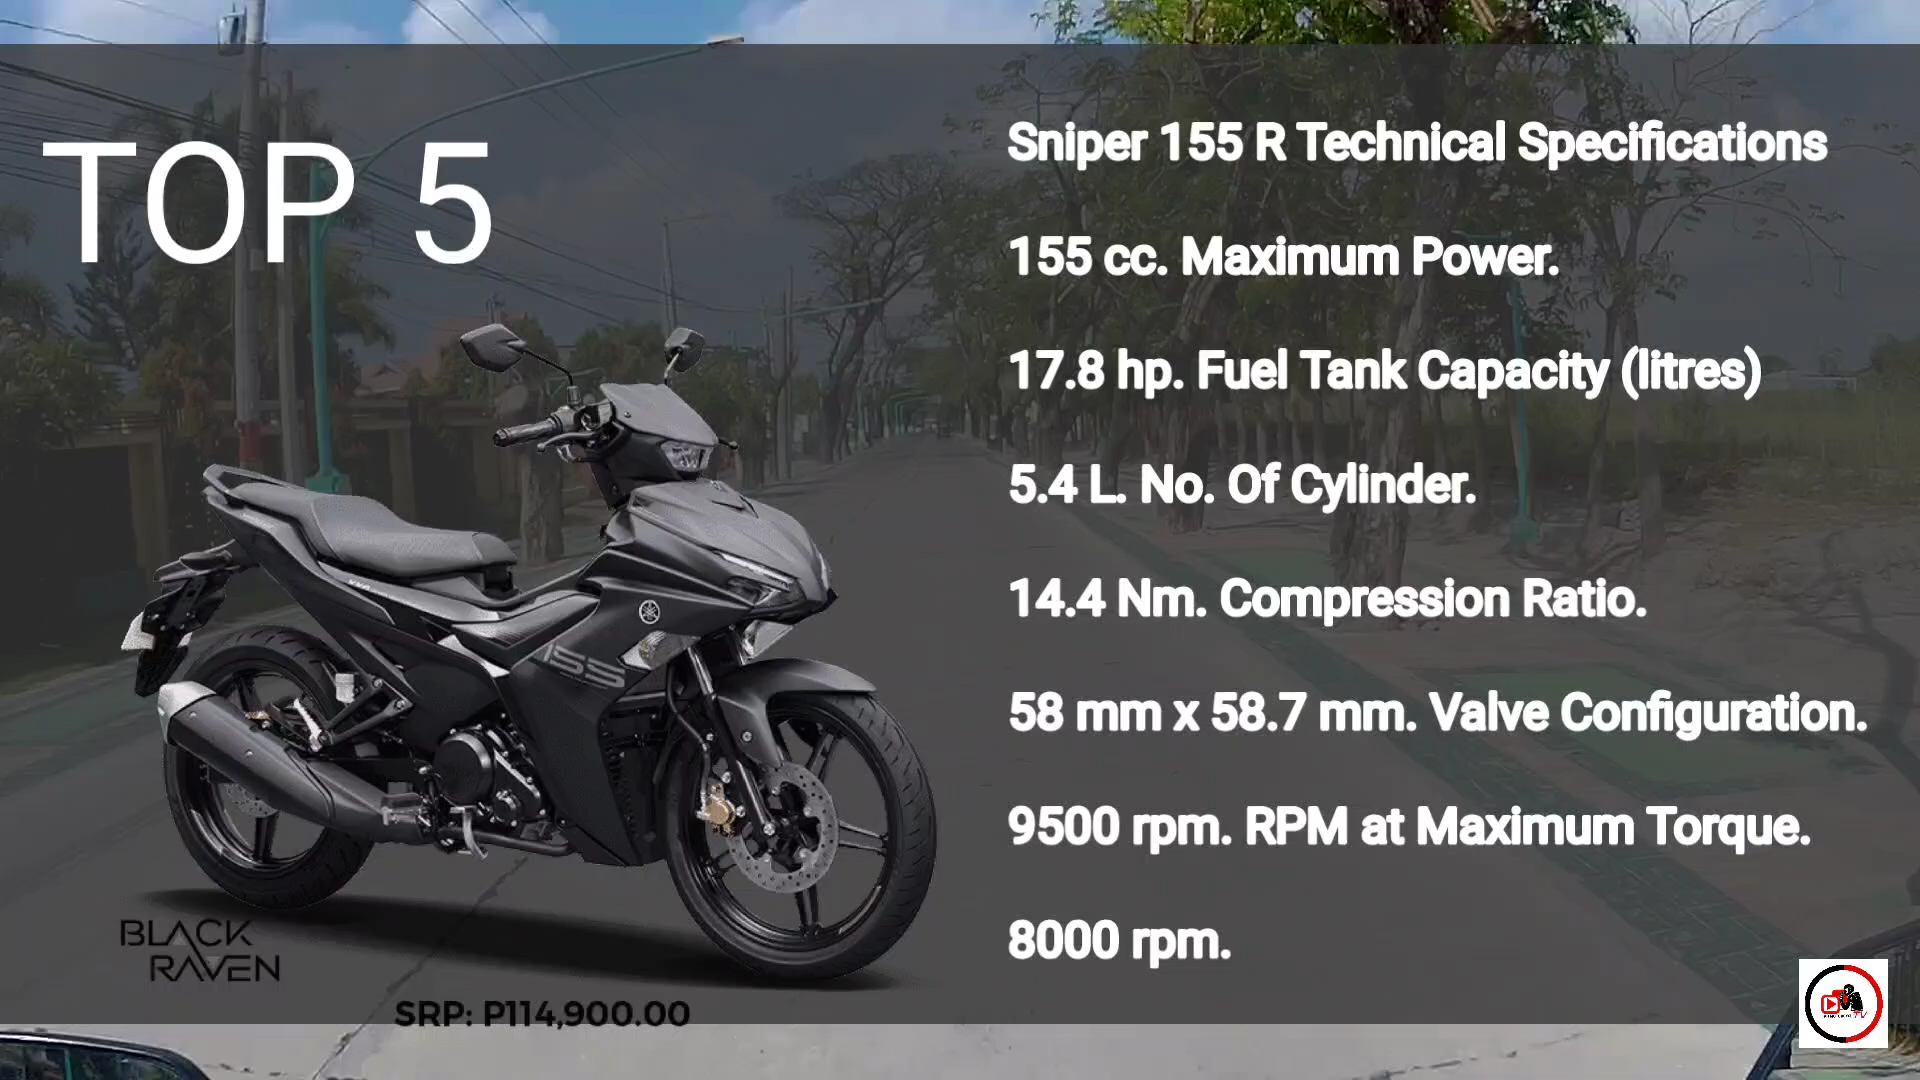 TOP 5
Sniper 155 R Technical Specifications
155 cc. Maximum Power.
17.8 hp. Fuel Tank Capacity (litres)
5.4 L. No. Of Cylinder.
14.4 Nm. Compression Ratio.
58 mm x 58.7 mm. Valve Configuration.
9500 rpm. RPM at Maximum Torque.
8000 rpm.
155
BLACK
RAVEN
SRP: P114,900.00
TV